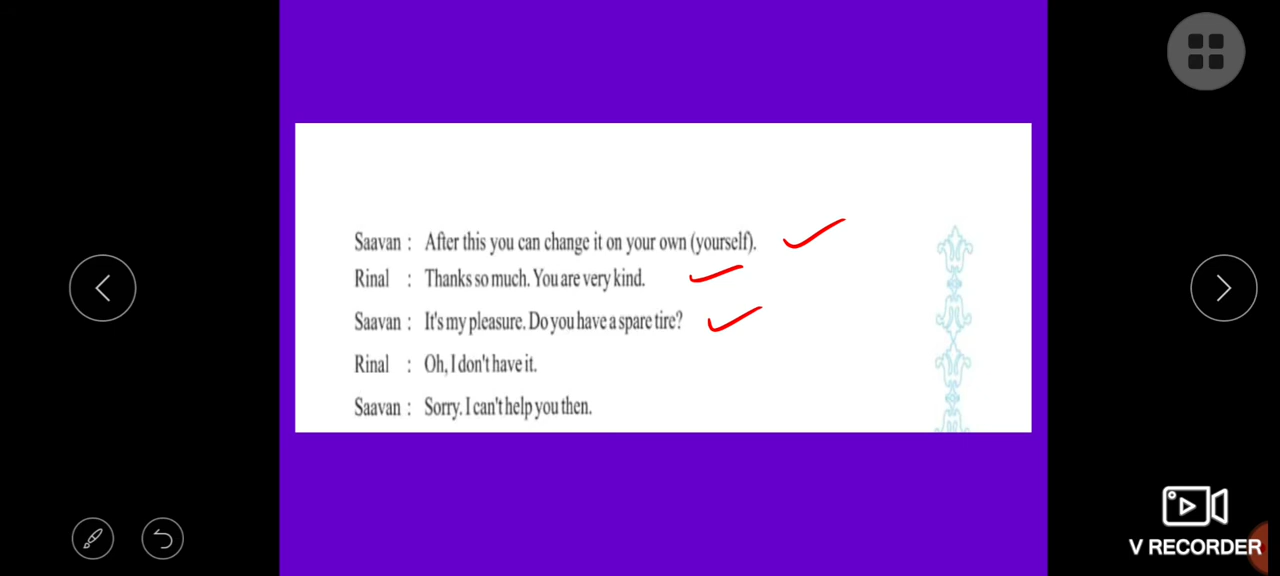 Saavan : After this you can change it on your own (yourself).
Rinal : Thanks so much. You are very kind.
Saavan : It's my pleasure. Do you have a spare tire?
Rinal : Oh, I don't have it.
Saavan : Sorry. I can't help you then.
V RECORDER